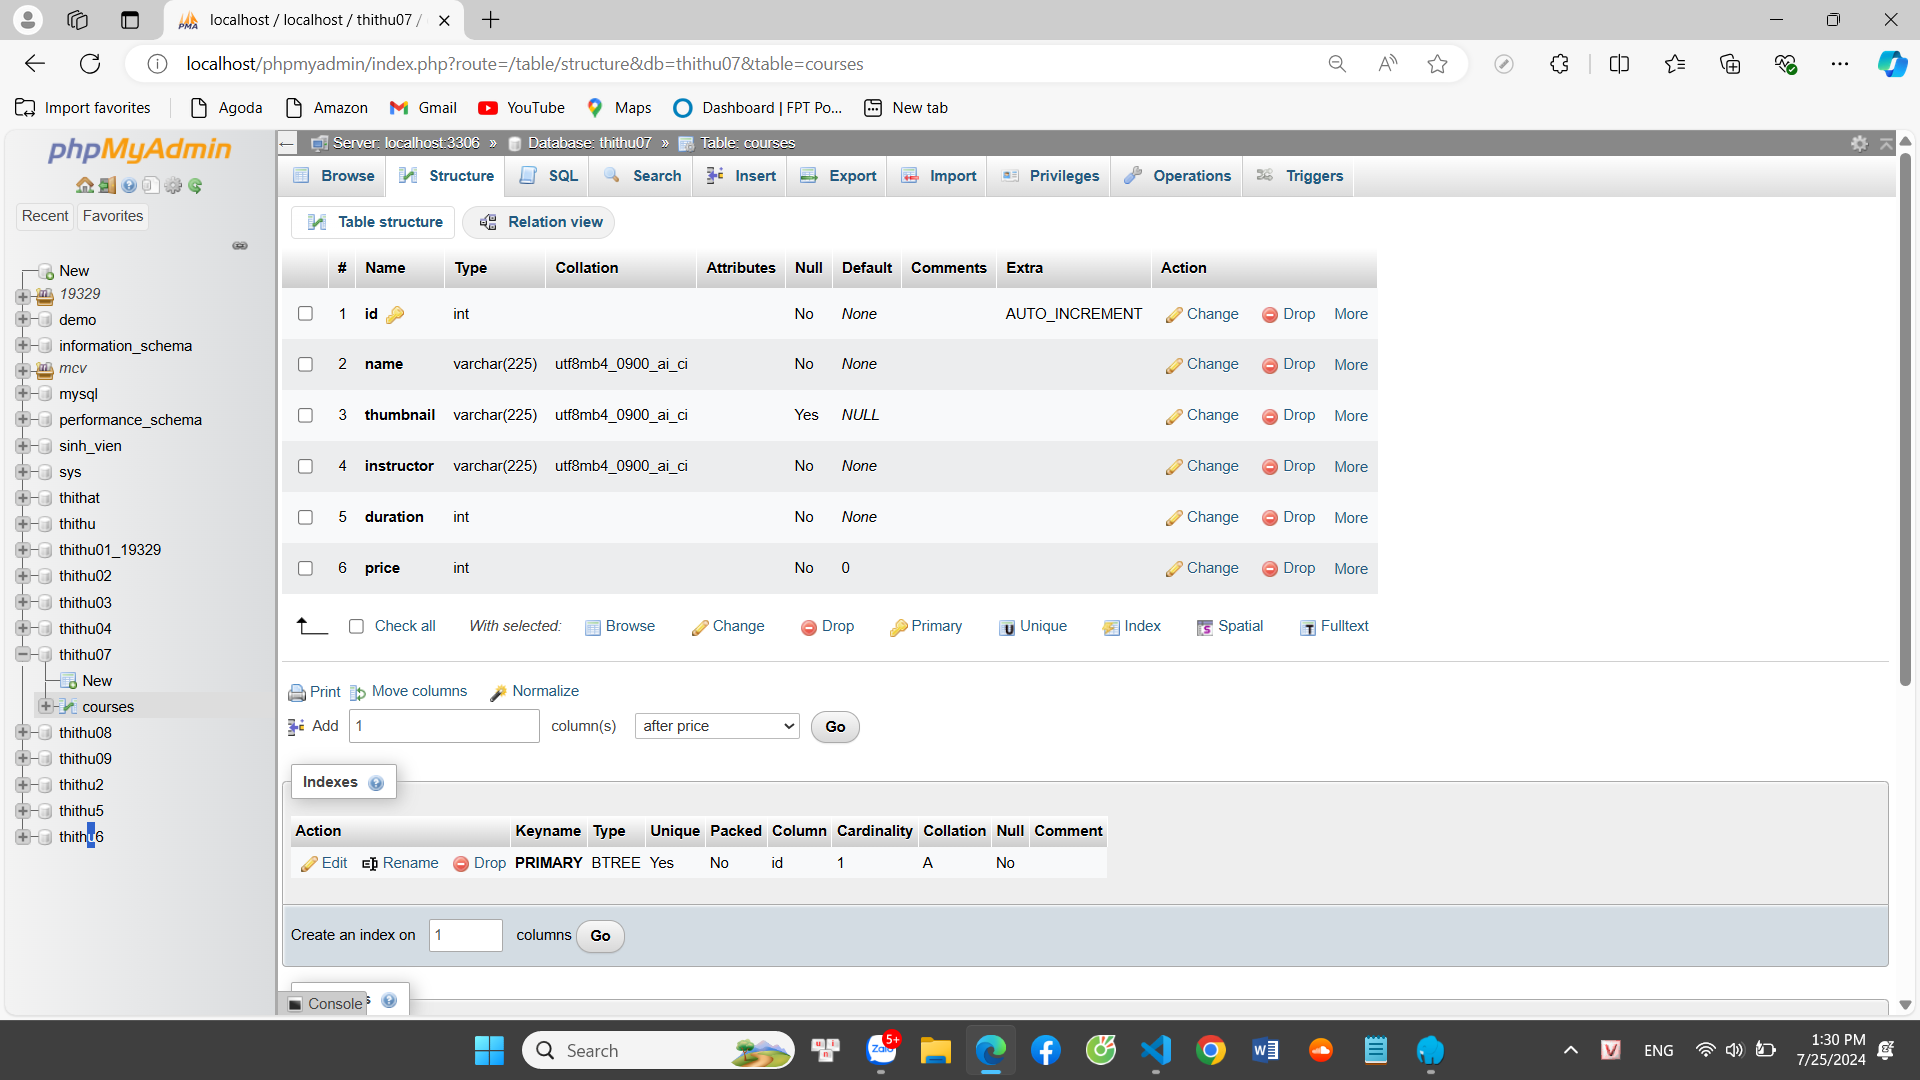 localhost / localhost / thithu07 /
localhost/phpmyadmin/index.php?route=/table/structure&db=thithu07&table=courses
Import favorites Agoda Amazon Gmail YouTube Maps Dashboard | FPT Po... New tab
phpMyAdmin
Recent Favorites
New
19329
demo
information_schema
mcv
mysql
performance_schema
sinh_vien
sys
thithat
thithu
thithu01_19329
thithu02
thithu03
thithu04
thithu07
New
courses
thithu08
thithu09
thithu2
thithu5
thithu6
Server: localhost:3306 » Database: thithu07 » Table: courses
Browse Structure SQL Search Insert Export Import Privileges Operations Triggers
Table structure Relation view
# Name Type Collation Attributes Null Default Comments Extra Action
1 id int No None AUTO_INCREMENT Change Drop More
2 name varchar(225) utf8mb4_0900_ai_ci No None Change Drop More
3 thumbnail varchar(225) utf8mb4_0900_ai_ci Yes NULL Change Drop More
4 instructor varchar(225) utf8mb4_0900_ai_ci No None Change Drop More
5 duration int No None Change Drop More
6 price int No 0 Change Drop More
Check all With selected: Browse Change Drop Primary Unique Index Spatial Fulltext
Print Move columns Normalize
Add 1 column(s) after price Go
Indexes
Action Keyname Type Unique Packed Column Cardinality Collation Null Comment
Edit Rename Drop PRIMARY BTREE Yes No id 1 A No
Create an index on 1 columns Go
Console
Search
Zalo 5+
ENG
1:30 PM
7/25/2024